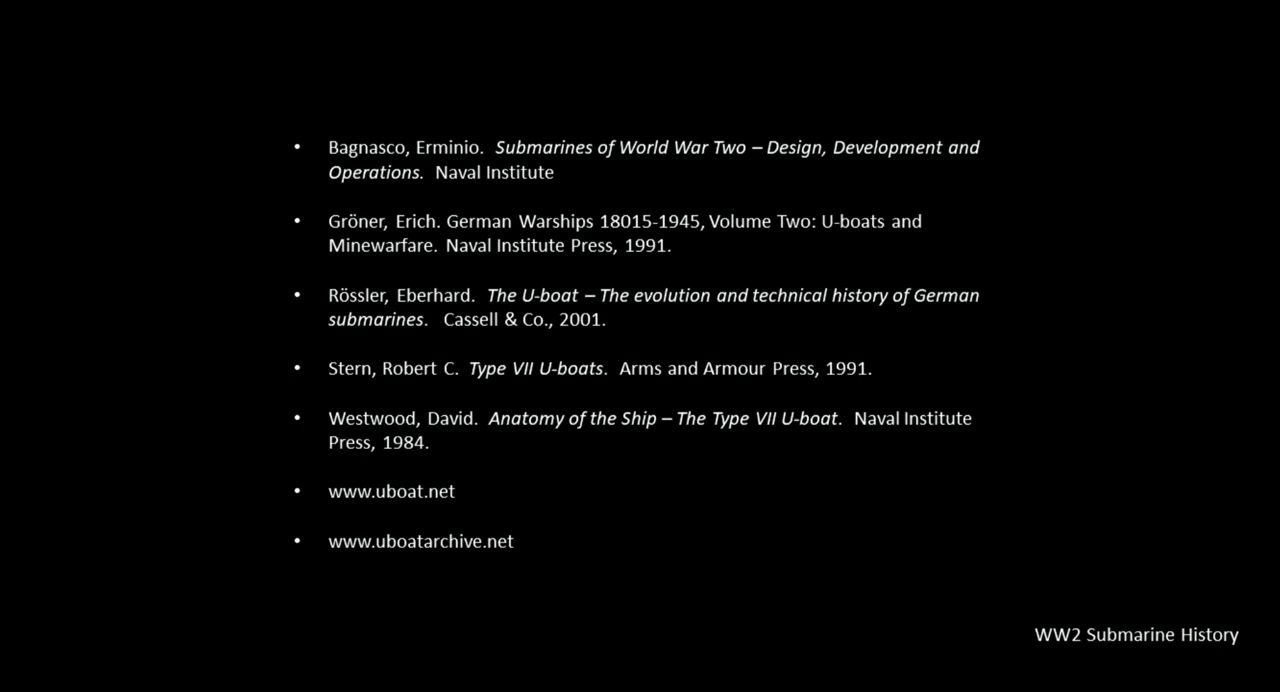 • Bagnasco, Erminio. Submarines of World War Two – Design, Development and
Operations. Naval Institute
• Gröner, Erich. German Warships 18015-1945, Volume Two: U-boats and
Minewarfare. Naval Institute Press, 1991.
• Rössler, Eberhard. The U-boat – The evolution and technical history of German
submarines. Cassell & Co., 2001.
• Stern, Robert C. Type VII U-boats. Arms and Armour Press, 1991.
• Westwood, David. Anatomy of the Ship – The Type VII U-boat. Naval Institute
Press, 1984.
• www.uboat.net
• www.uboatarchive.net
WW2 Submarine History